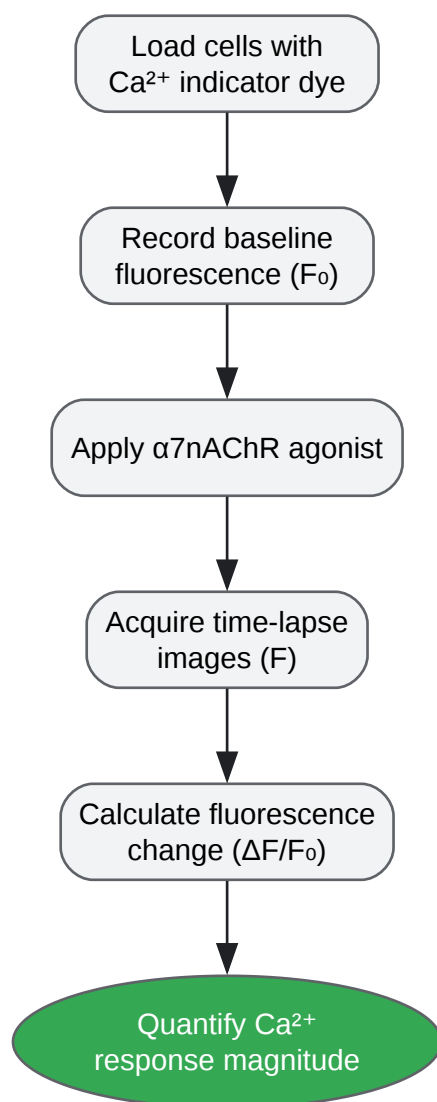 Load cells with
Ca²⁺ indicator dye
Record baseline
fluorescence (F₀)
Apply α7nAChR agonist
Acquire time-lapse
images (F)
Calculate fluorescence
change (ΔF/F₀)
Quantify Ca²⁺
response magnitude